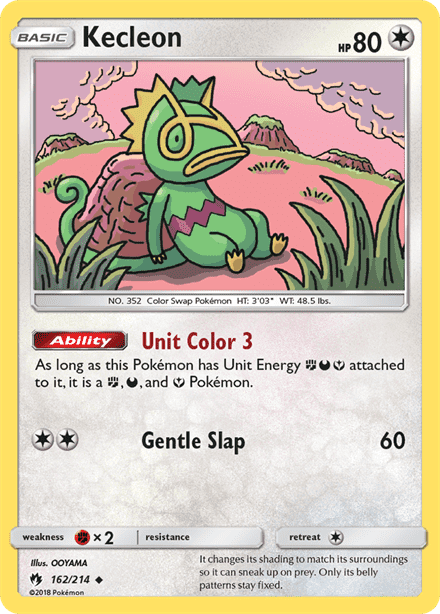 BASIC Kecleon HP 80
NO. 352 Color Swap Pokémon HT: 3'03" WT: 48.5 lbs.
Ability Unit Color 3
As long as this Pokémon has Unit Energy attached
to it, it is a , , and Pokémon.
Gentle Slap 60
weakness × 2 resistance retreat
Illus. OOYAMA
162/214
©2018 Pokémon
It changes its shading to match its surroundings
so it can sneak up on prey. Only its belly
patterns stay fixed.